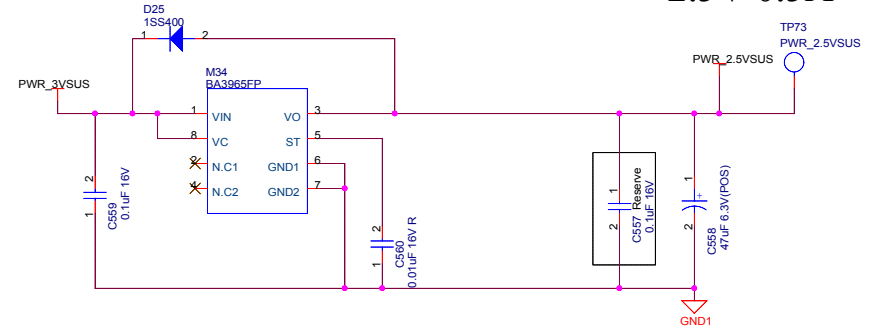 D25
1SS400
1
2
TP73
PWR_2.5VSUS
PWR_2.5VSUS
PWR_3VSUS
M34
BA3965FP
1
VIN
VO
3
8
VC
ST
5
2
N.C1
GND1
6
4
N.C2
GND2
7
2
1
C559
0.1uF 16V
2
1
C560
0.01uF 16V R
1
2
C557 Reserve
0.1uF 16V
1
+
2
C558
47uF 6.3V(POS)
GND1